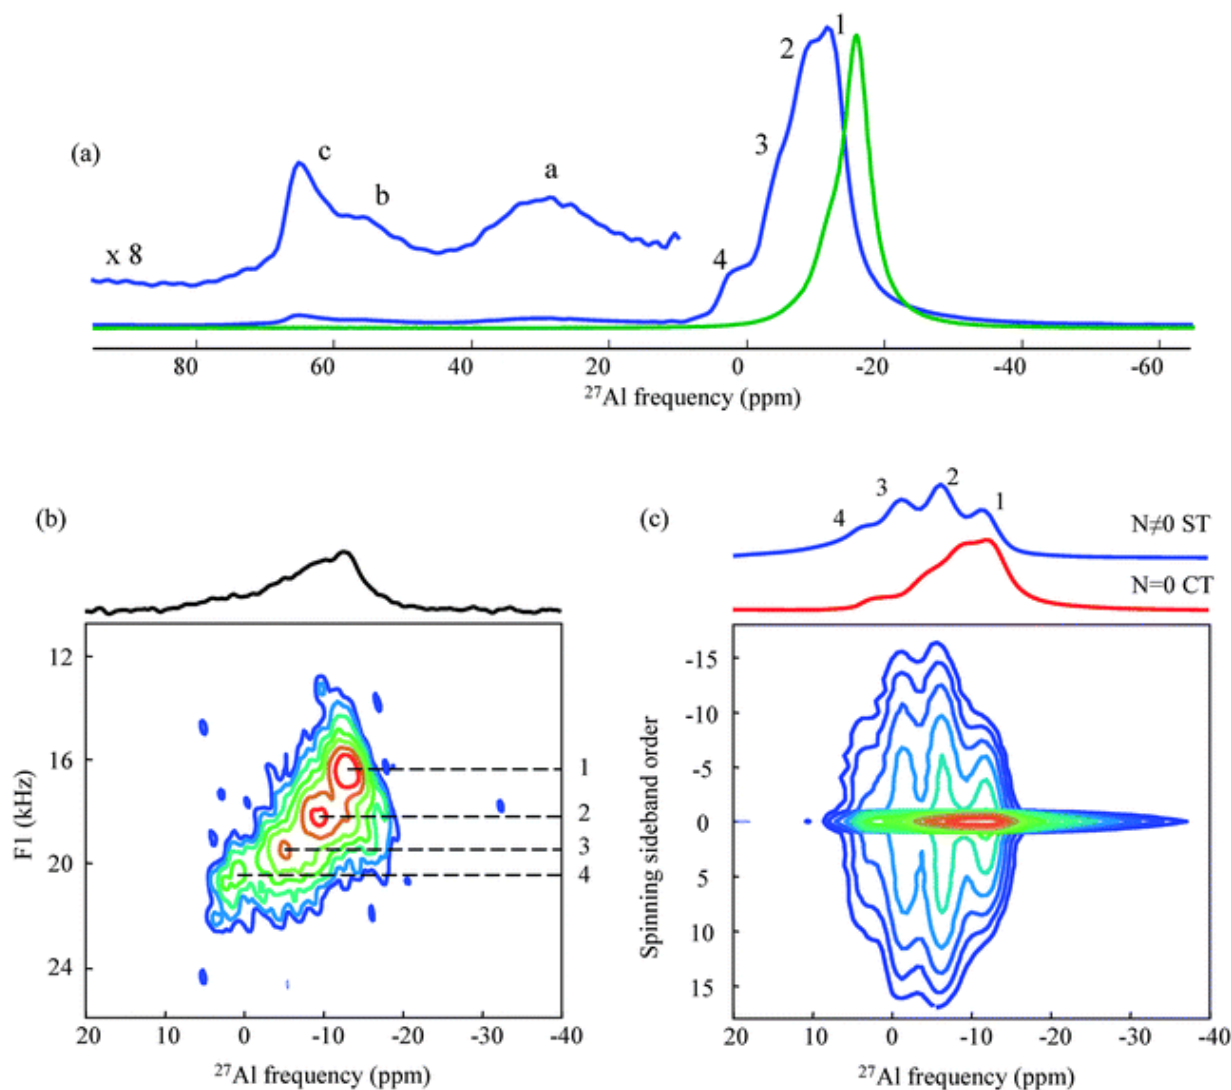 (a)
1
2
3
4
c
b
a
x 8
80 60 40 20 0 -20 -40 -60
²⁷Al frequency (ppm)
(b)
F1 (kHz)
12
16
20
24
1
2
3
4
20 10 0 -10 -20 -30 -40
²⁷Al frequency (ppm)
(c)
4 3 2 1
N≠0 ST
N=0 CT
Spinning sideband order
-15
-10
-5
0
5
10
15
20 10 0 -10 -20 -30 -40
²⁷Al frequency (ppm)